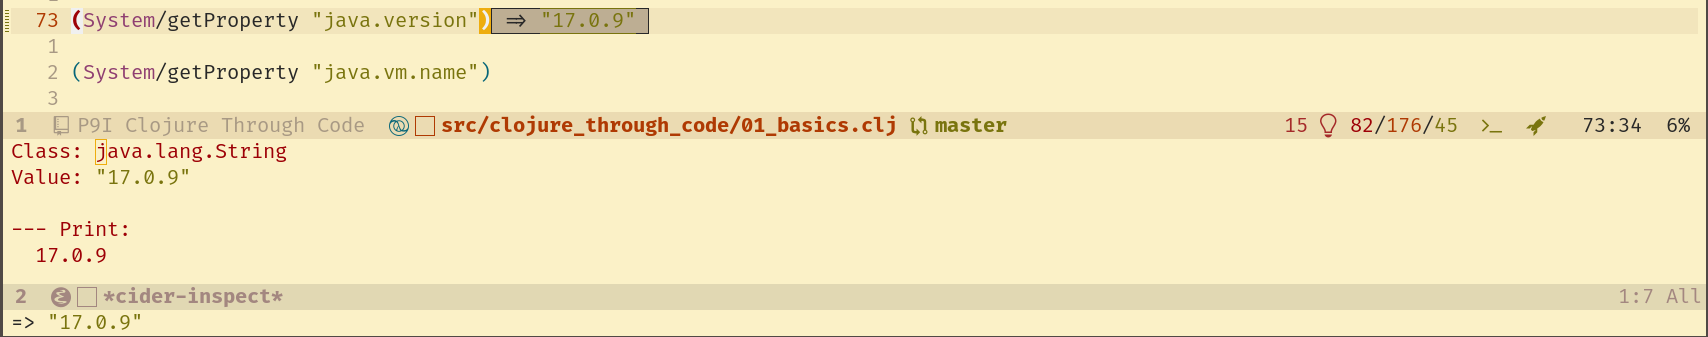 73 (System/getProperty "java.version") => "17.0.9"
1
2 (System/getProperty "java.vm.name")
3
1 P9I Clojure Through Code src/clojure_through_code/01_basics.clj master 15 82/176/45 >_ 73:34 6%
Class: java.lang.String
Value: "17.0.9"
--- Print:
17.0.9
2 *cider-inspect* 1:7 All
=> "17.0.9"